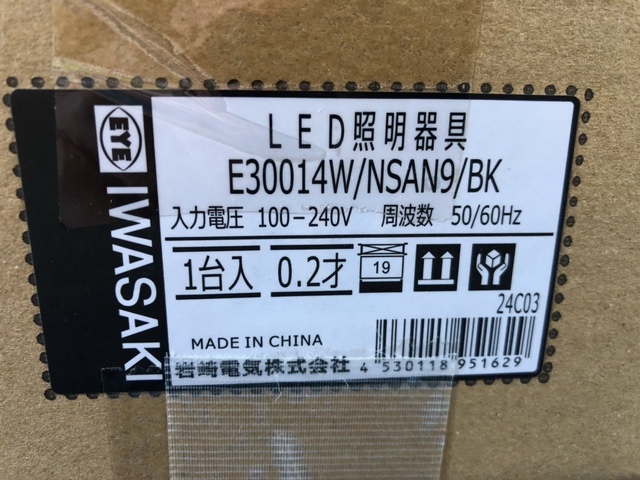 EYE
IWASAKI
LED照明器具
E30014W/NSAN9/BK
入力電圧 100-240V 周波数 50/60Hz
1台入 0.2才 19
24C03
MADE IN CHINA
岩崎電気株式会社
4 530118 951629